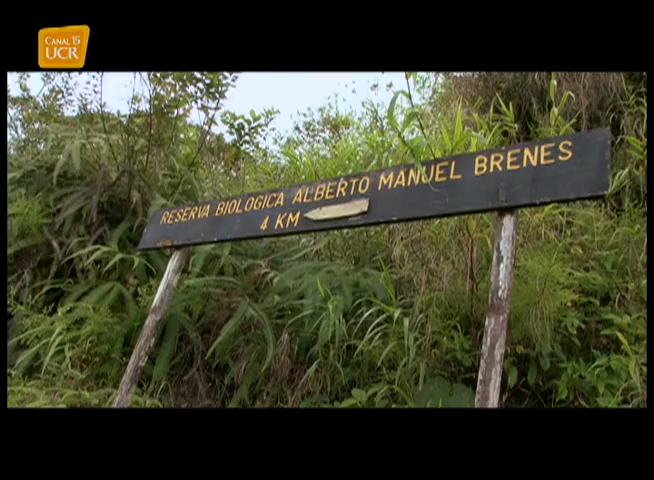 CANAL 15
UCR
RESERVA BIOLOGICA ALBERTO MANUEL BRENES
4 KM